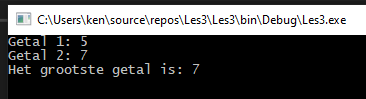 C:\Users\ken\source\repos\Les3\Les3\bin\Debug\Les3.exe
Getal 1: 5
Getal 2: 7
Het grootste getal is: 7